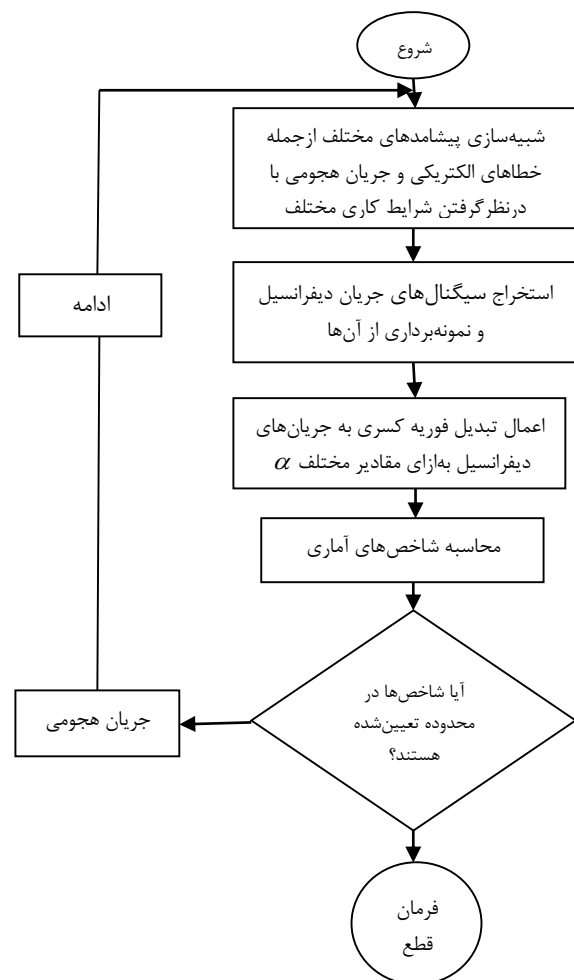 شروع
شبیه‌سازی پیشامدهای مختلف ازجمله
خطاهای الکتریکی و جریان هجومی با
درنظرگرفتن شرایط کاری مختلف
استخراج سیگنال‌های جریان دیفرانسیل
و نمونه‌برداری از آن‌ها
اعمال تبدیل فوریه کسری به جریان‌های
دیفرانسیل به‌ازای مقادیر مختلف α
محاسبه شاخص‌های آماری
آیا شاخص‌ها در
محدوده تعیین‌شده
هستند؟
جریان هجومی
ادامه
فرمان
قطع